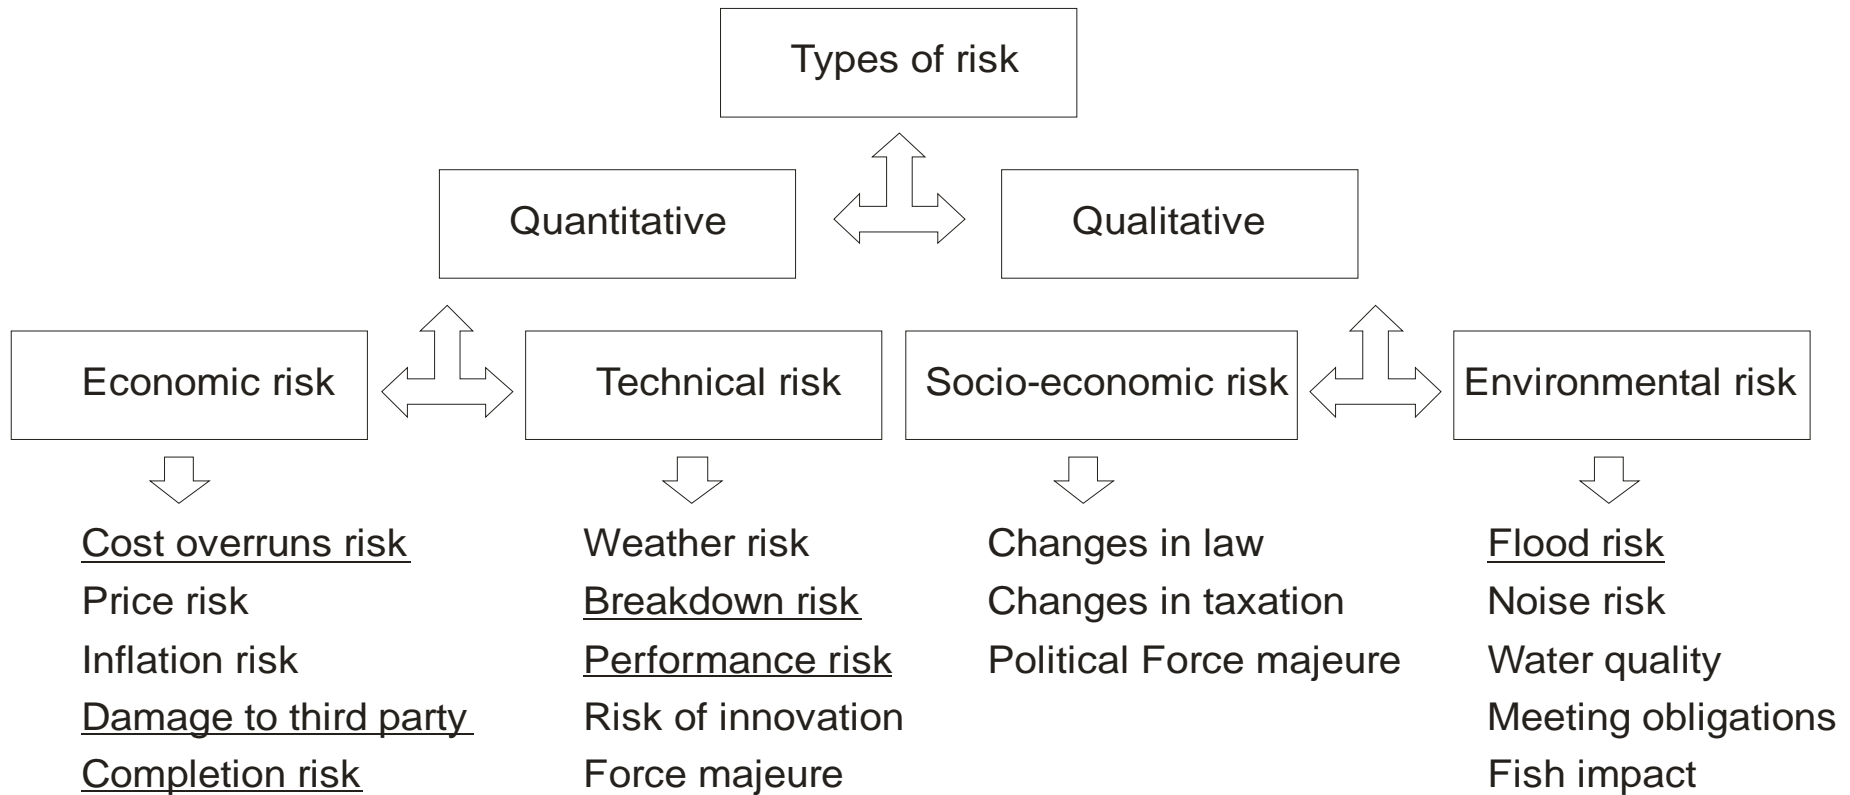 Types of risk
Quantitative
Qualitative
Economic risk
Technical risk
Socio-economic risk
Environmental risk
Cost overruns risk
Price risk
Inflation risk
Damage to third party
Completion risk
Weather risk
Breakdown risk
Performance risk
Risk of innovation
Force majeure
Changes in law
Changes in taxation
Political Force majeure
Flood risk
Noise risk
Water quality
Meeting obligations
Fish impact